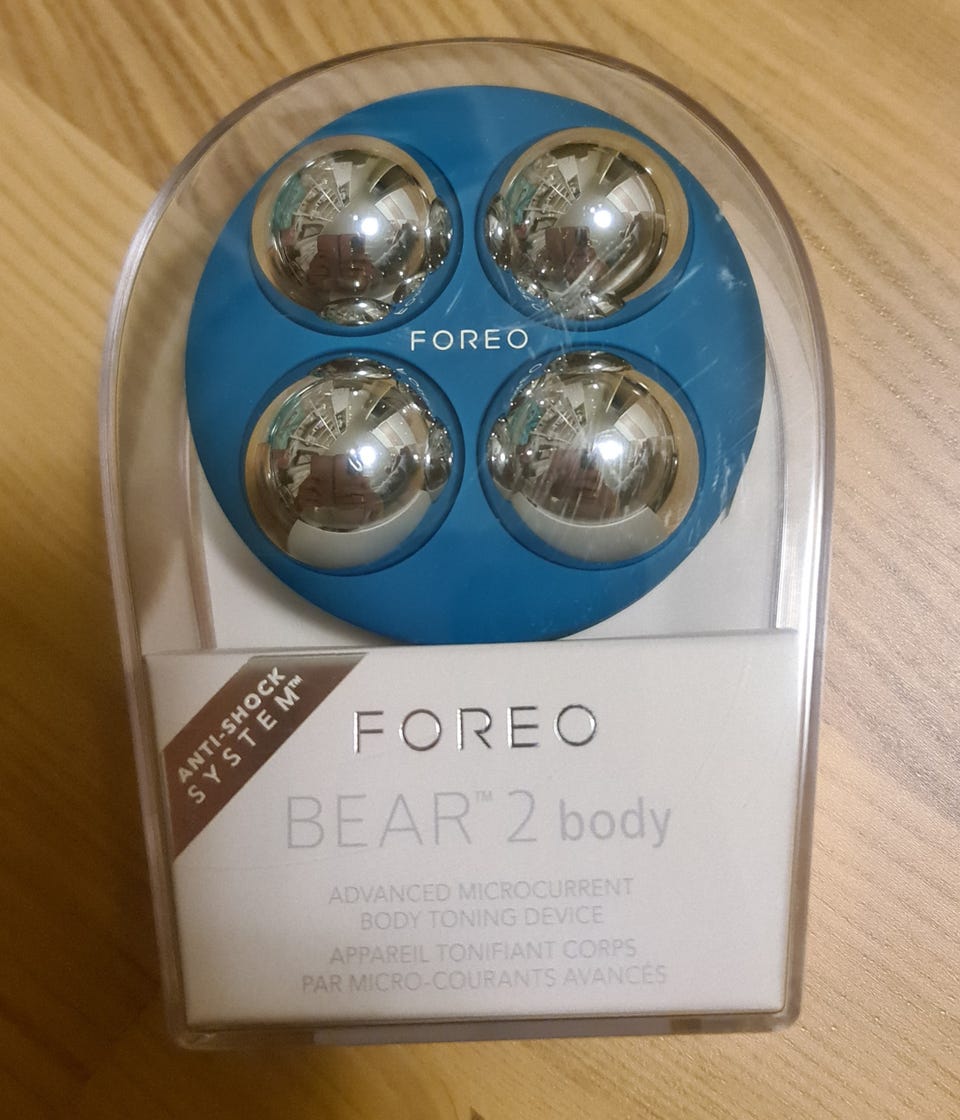 FOREO
ANTI-SHOCK
SYSTEM™
FOREO
BEAR™ 2 body
ADVANCED MICROCURRENT
BODY TONING DEVICE
APPAREIL TONIFIANT CORPS
PAR MICRO-COURANTS AVANCÉS